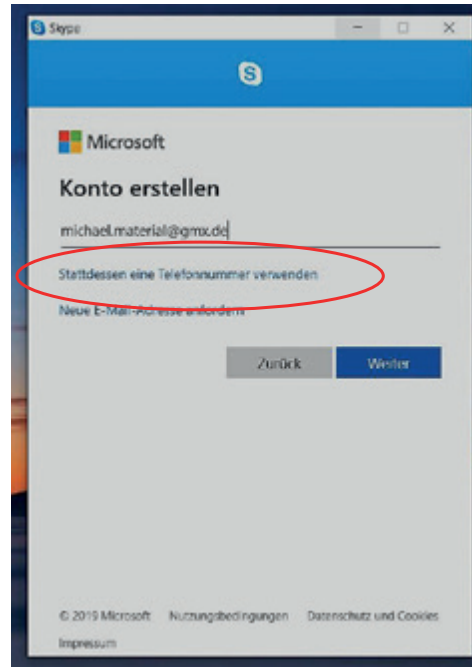 Skype
Microsoft
Konto erstellen
michael.material@gmx.de
Stattdessen eine Telefonnummer verwenden
Neue E-Mail-Adresse anfordern
Zurück Weiter
© 2019 Microsoft Nutzungsbedingungen Datenschutz und Cookies
Impressum